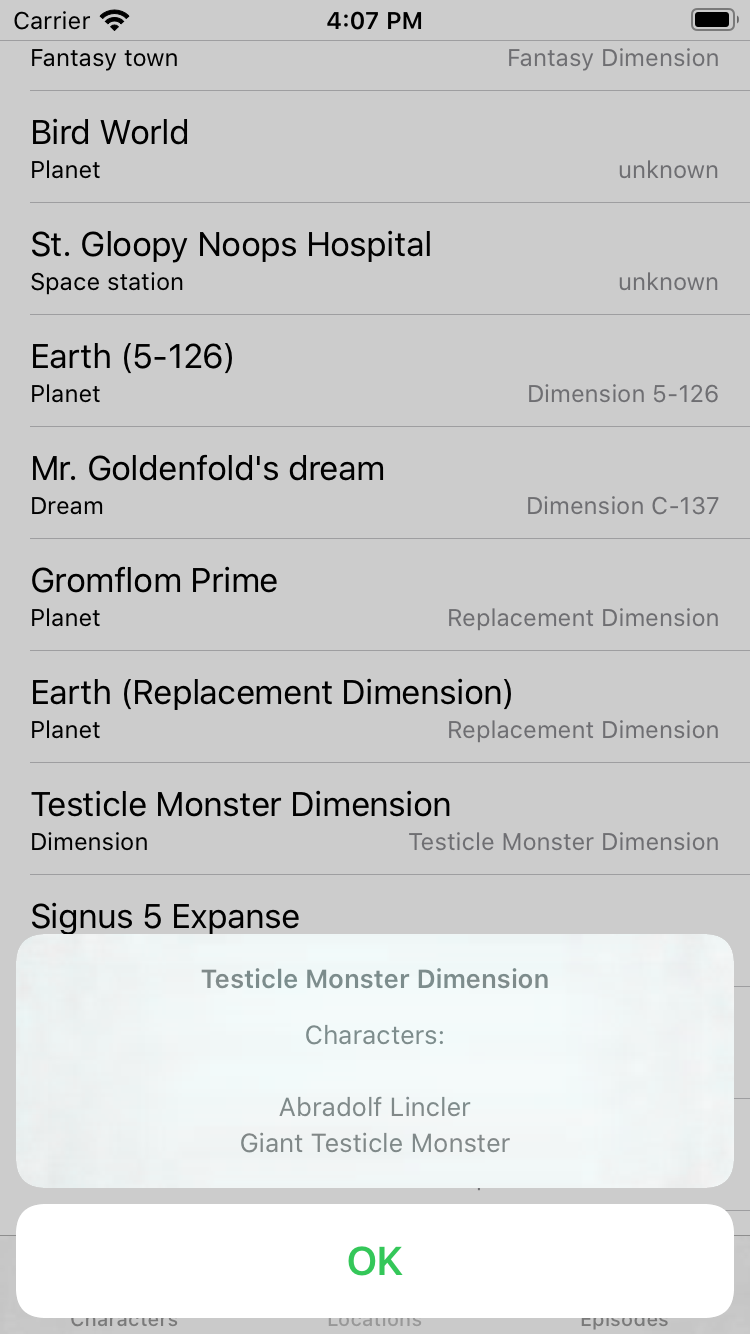 Carrier 4:07 PM
Fantasy town Fantasy Dimension
Bird World
Planet unknown
St. Gloopy Noops Hospital
Space station unknown
Earth (5-126)
Planet Dimension 5-126
Mr. Goldenfold's dream
Dream Dimension C-137
Gromflom Prime
Planet Replacement Dimension
Earth (Replacement Dimension)
Planet Replacement Dimension
Testicle Monster Dimension
Dimension Testicle Monster Dimension
Signus 5 Expanse
Testicle Monster Dimension
Characters:
Abradolf Lincler
Giant Testicle Monster
OK
Characters Locations Episodes